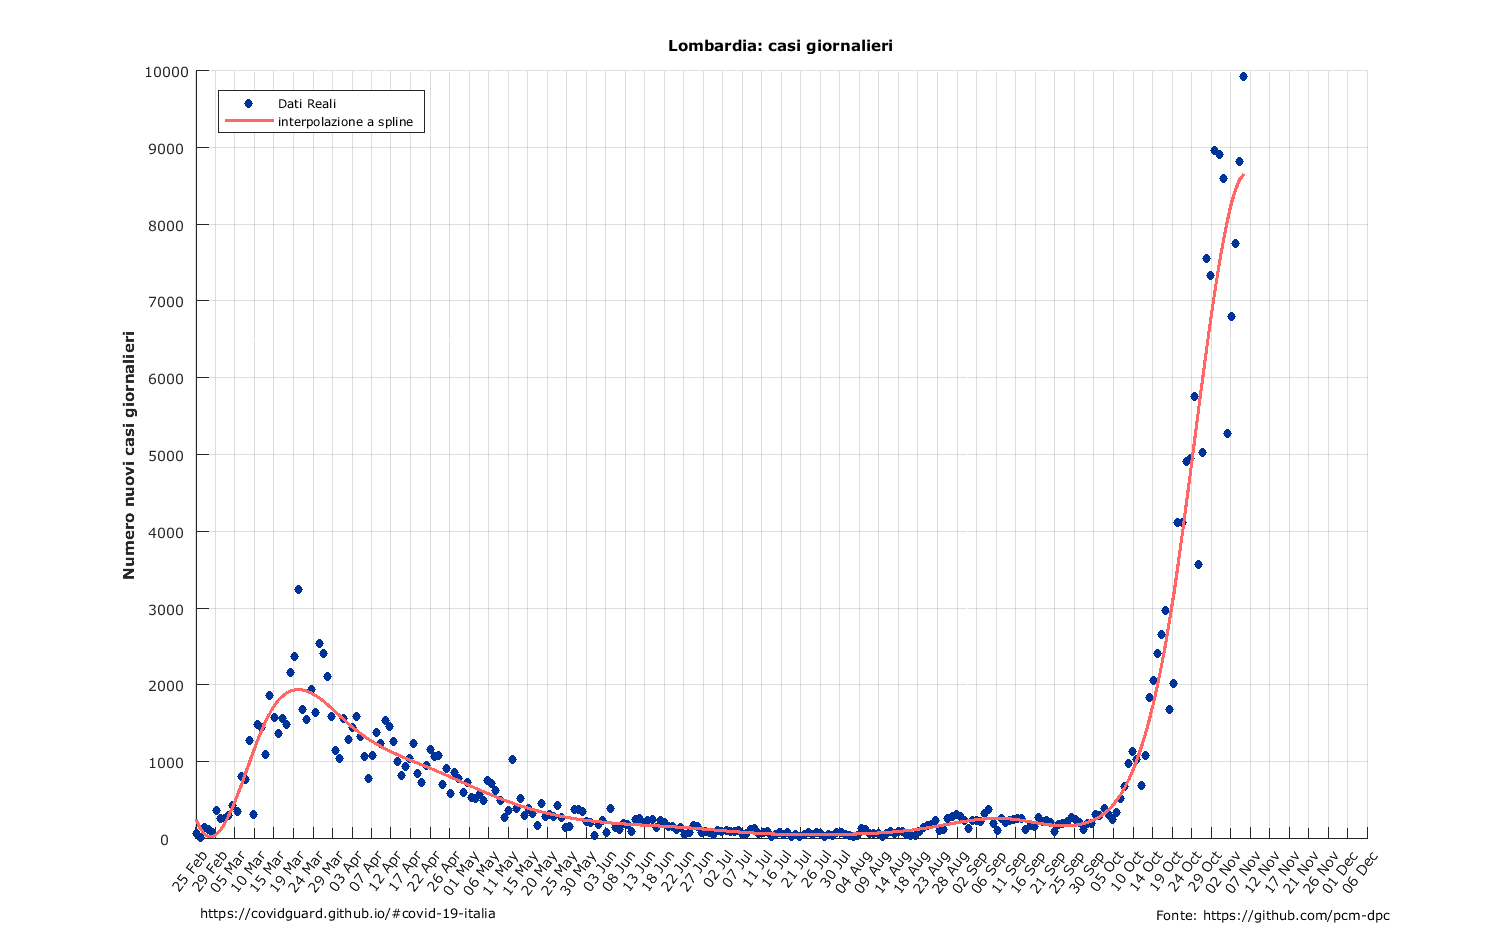 Lombardia: casi giornalieri
10000
9000
8000
7000
6000
5000
4000
3000
2000
1000
0
Dati Reali
interpolazione a spline
Numero nuovi casi giornalieri
25 Feb
29 Feb
05 Mar
10 Mar
15 Mar
19 Mar
24 Mar
29 Mar
03 Apr
07 Apr
12 Apr
17 Apr
22 Apr
26 Apr
01 May
06 May
11 May
15 May
20 May
25 May
30 May
03 Jun
08 Jun
13 Jun
18 Jun
22 Jun
27 Jun
02 Jul
07 Jul
11 Jul
16 Jul
21 Jul
26 Jul
30 Jul
04 Aug
09 Aug
14 Aug
18 Aug
23 Aug
28 Aug
02 Sep
06 Sep
11 Sep
16 Sep
21 Sep
25 Sep
30 Sep
05 Oct
10 Oct
14 Oct
19 Oct
24 Oct
29 Oct
02 Nov
07 Nov
12 Nov
17 Nov
21 Nov
26 Nov
01 Dec
06 Dec
https://covidguard.github.io/#covid-19-italia
Fonte: https://github.com/pcm-dpc